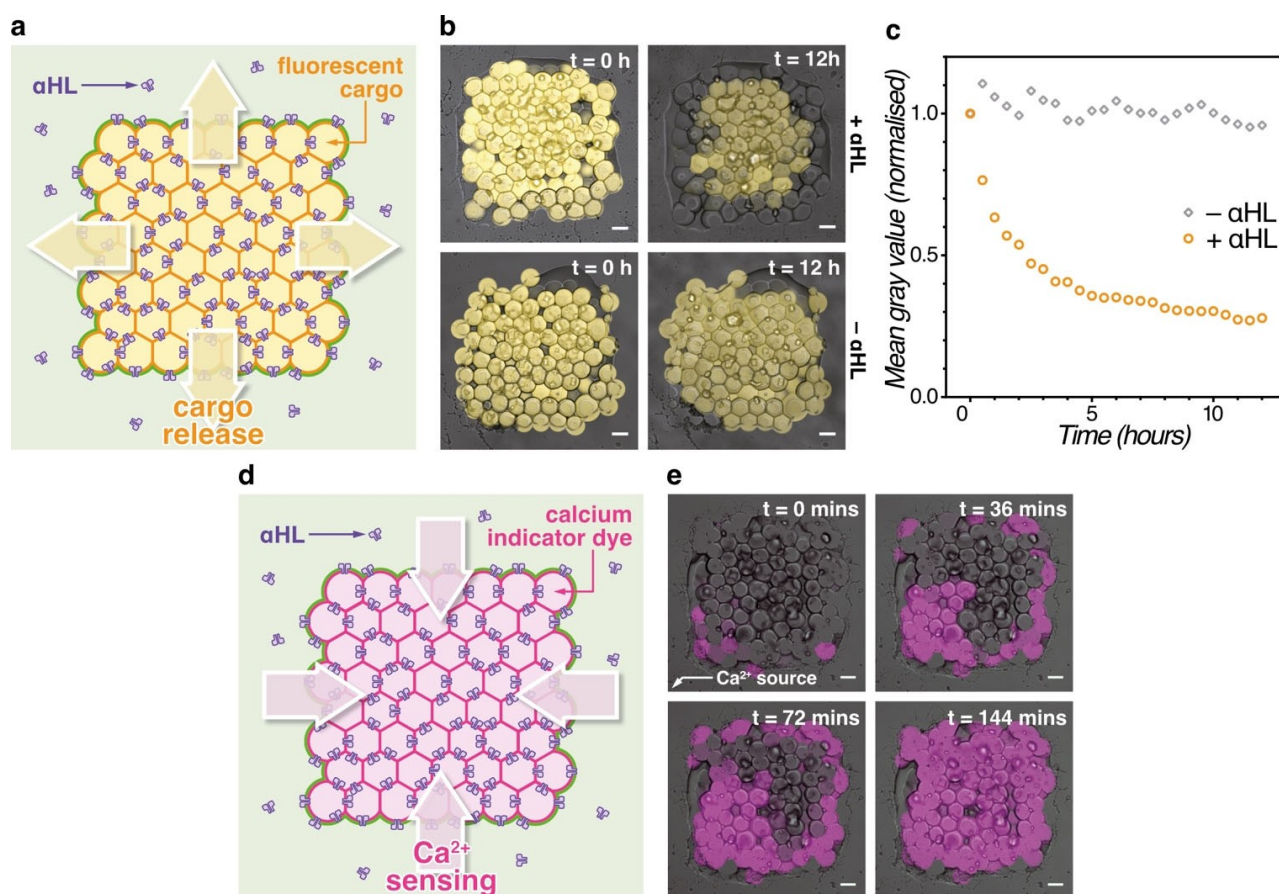 a
αHL
fluorescent
cargo
cargo
release
b
t = 0 h
t = 12h
+ αHL
t = 0 h
t = 12 h
– αHL
c
Mean gray value (normalised)
1.0
0.5
0.0
– αHL
+ αHL
0
5
10
Time (hours)
d
αHL
calcium
indicator dye
Ca²⁺
sensing
e
t = 0 mins
Ca²⁺ source
t = 36 mins
t = 72 mins
t = 144 mins